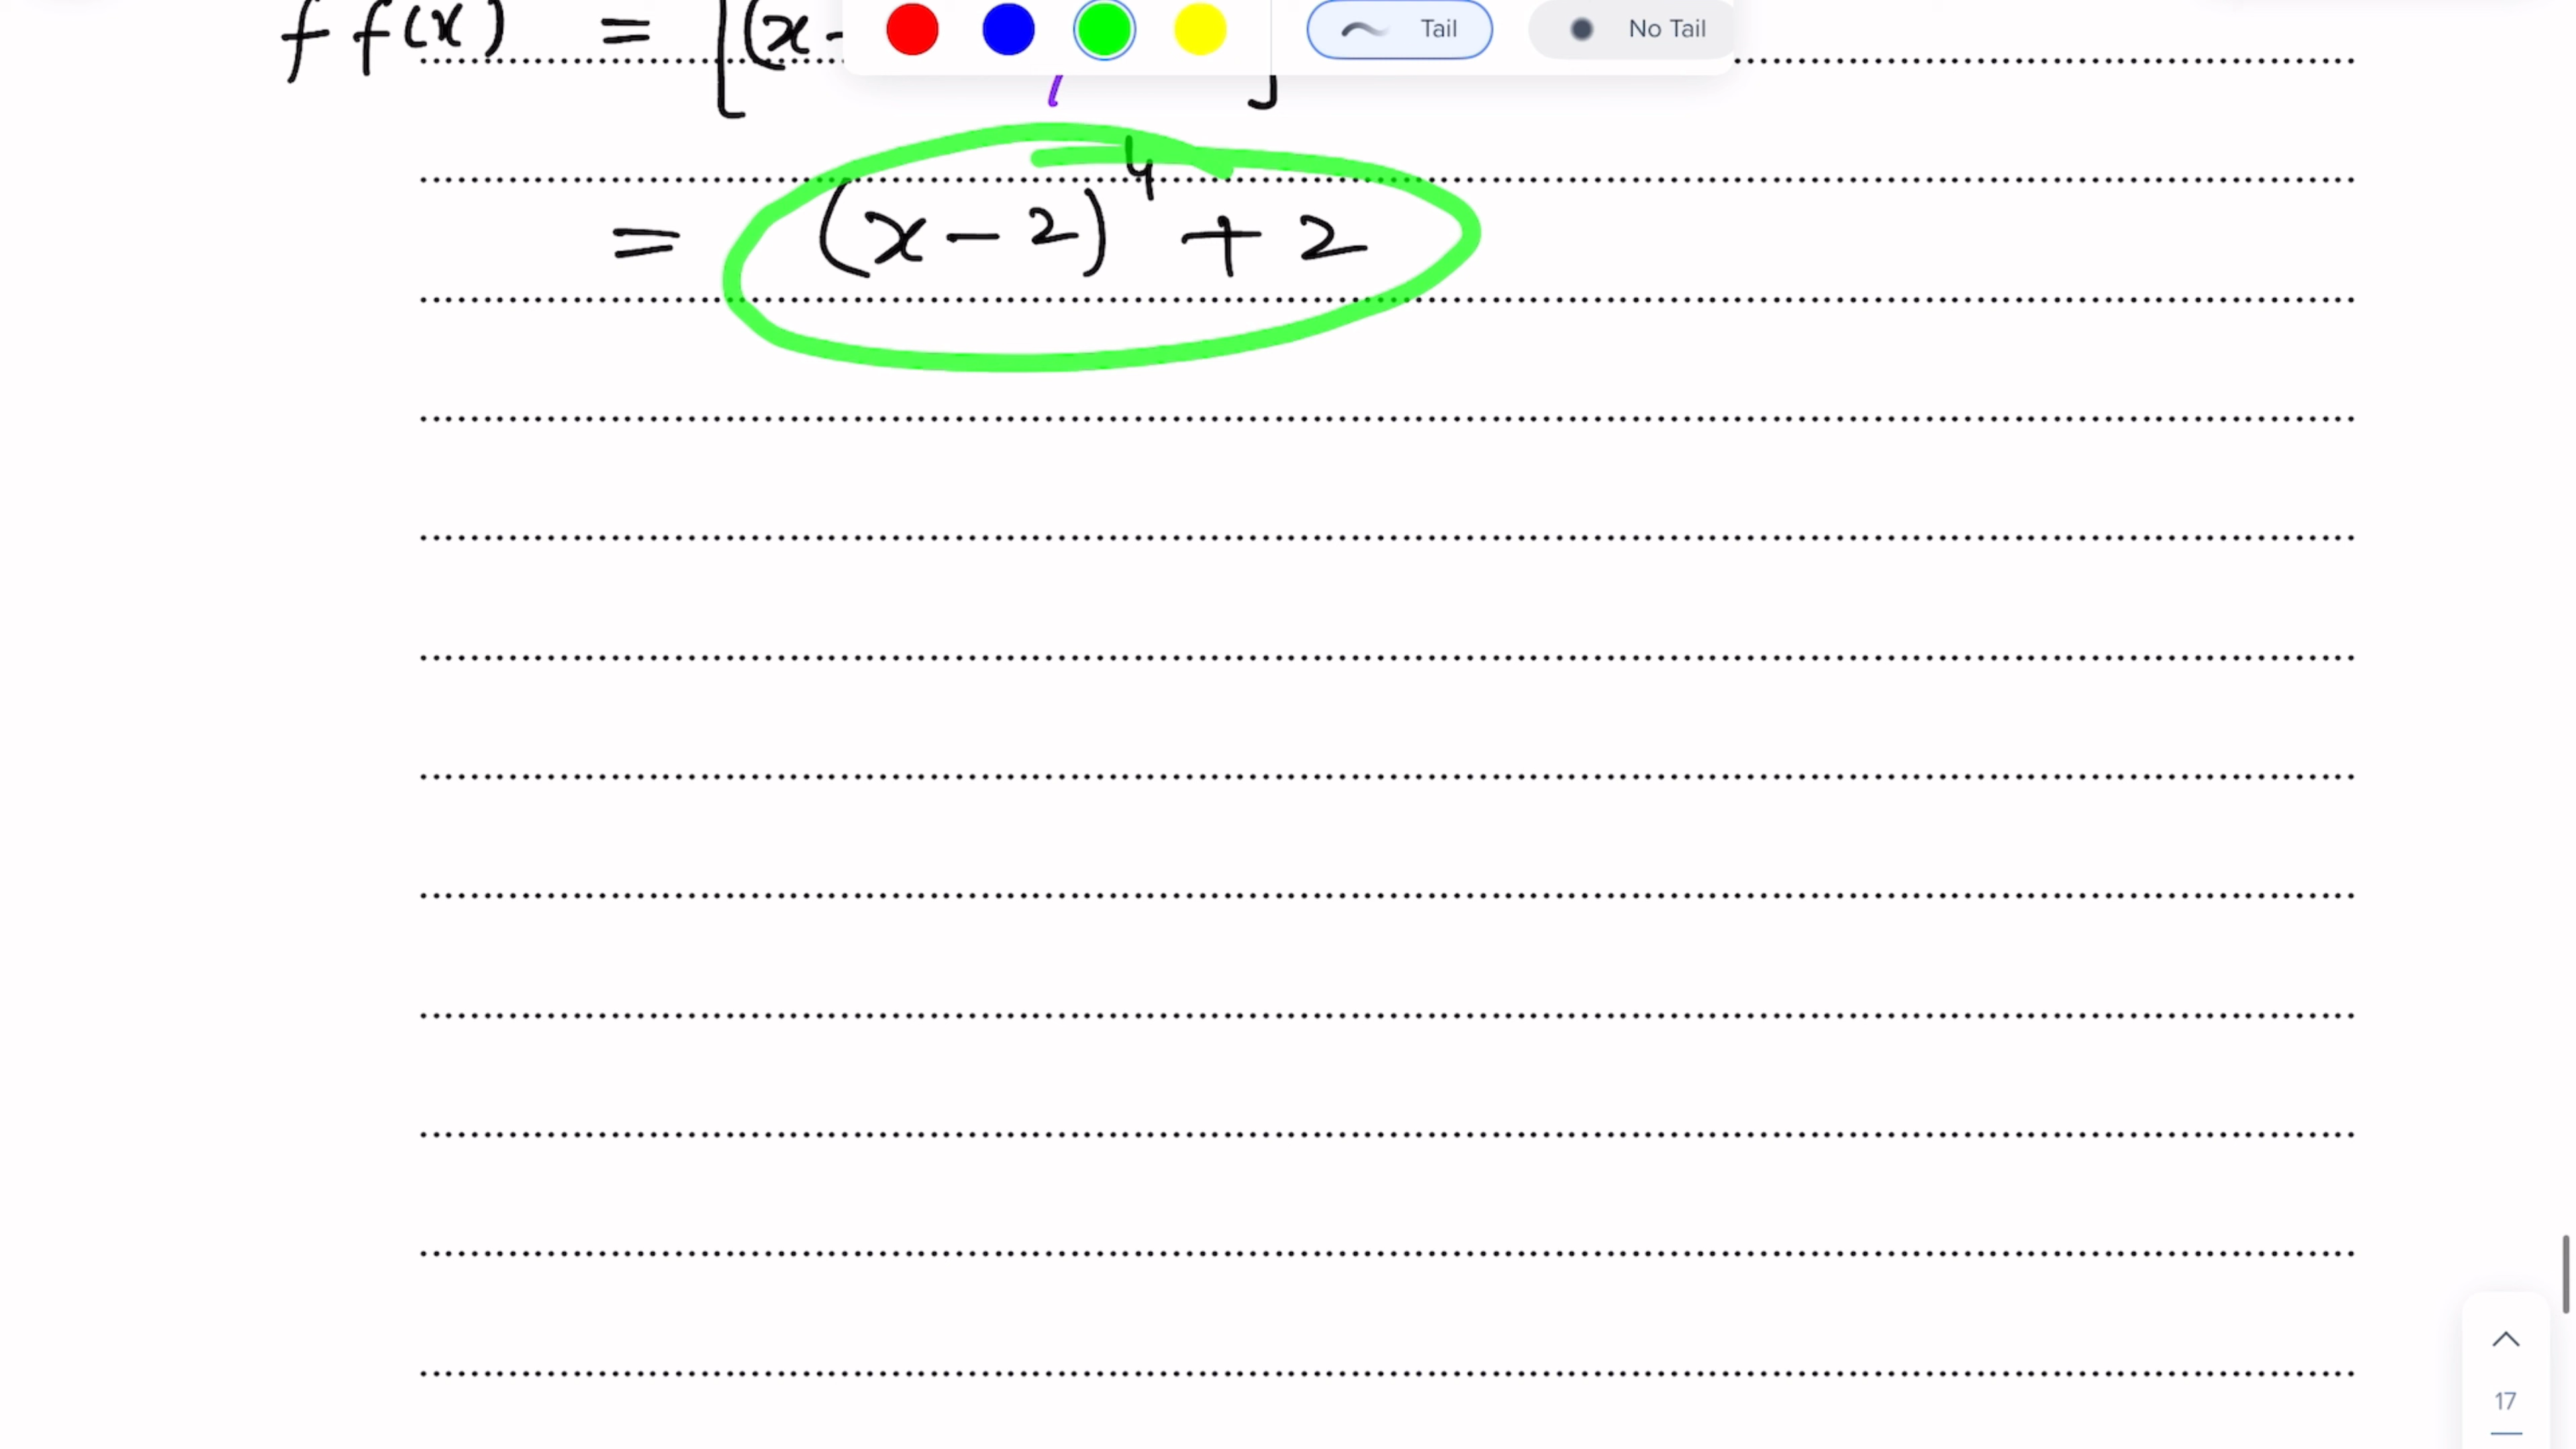 Tail No Tail
ff(x) = [(x-
= (x-2)⁴ + 2
17